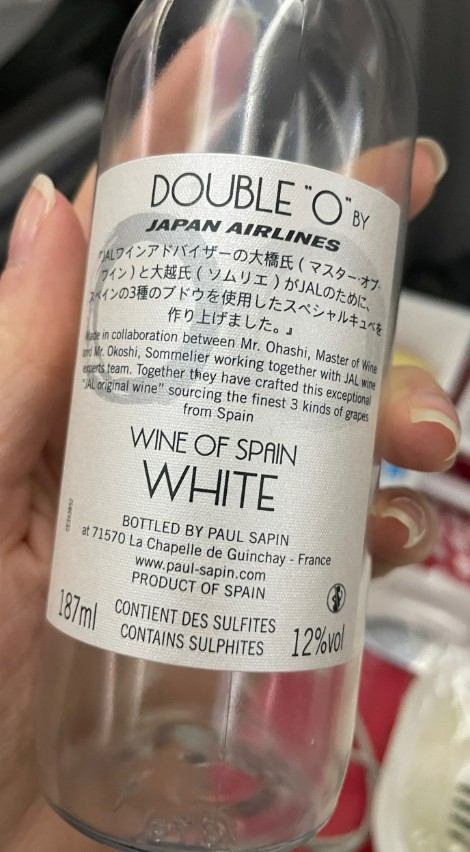 DOUBLE "O" BY
JAPAN AIRLINES
『JALワインアドバイザーの大橋氏(マスター·オブ·
ワイン)と大越氏(ソムリエ)がJALのために、
スペインの3種のブドウを使用したスペシャルキュベを
作り上げました。』
Made in collaboration between Mr. Ohashi, Master of Wine
and Mr. Okoshi, Sommelier working together with JAL wine
experts team. Together they have crafted this exceptional
"JAL original wine" sourcing the finest 3 kinds of grapes
from Spain
WINE OF SPAIN
WHITE
BOTTLED BY PAUL SAPIN
at 71570 La Chapelle de Guinchay - France
www.paul-sapin.com
PRODUCT OF SPAIN
187ml
CONTIENT DES SULFITES
CONTAINS SULPHITES
12%vol